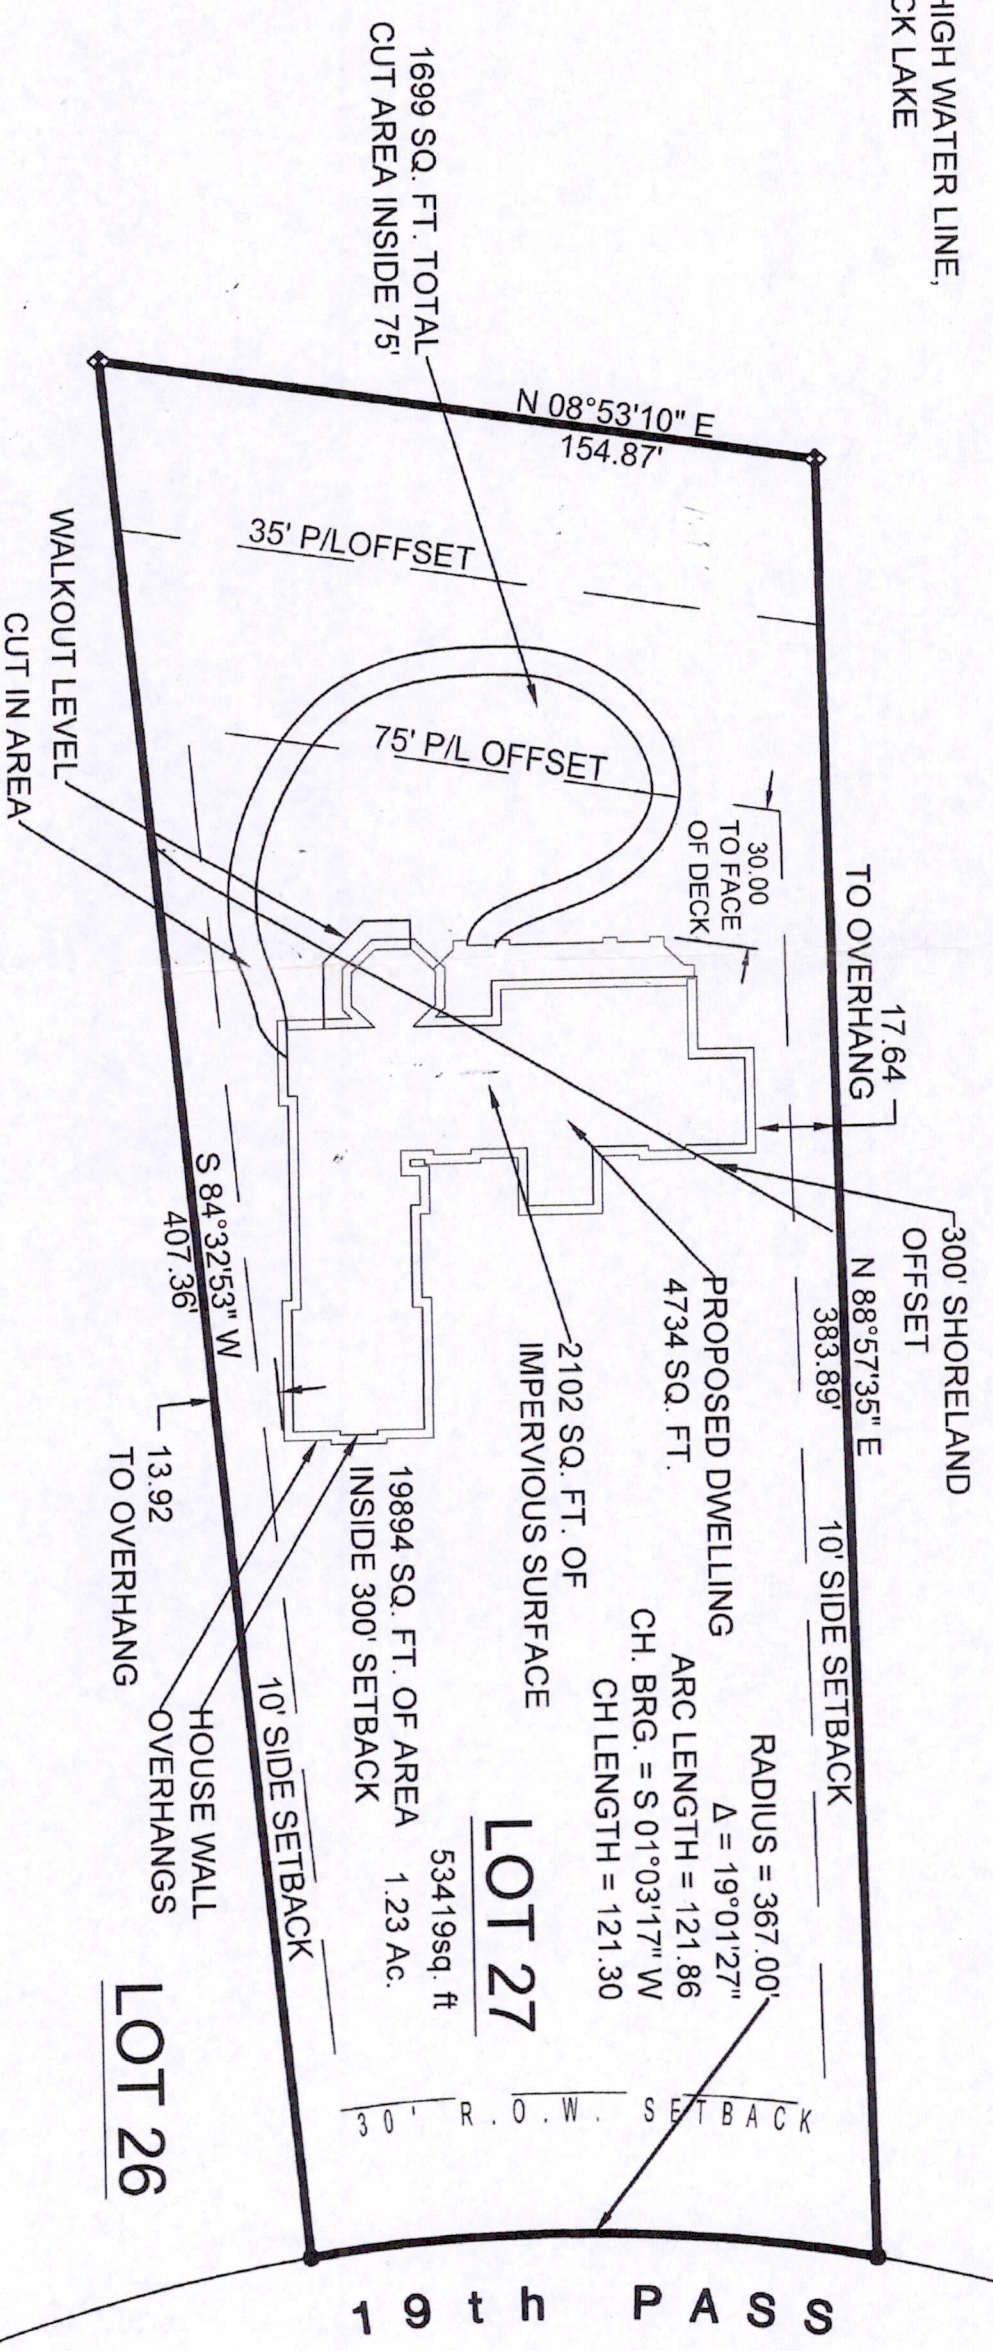 HIGH WATER LINE,
CK LAKE
1699 SQ. FT. TOTAL
CUT AREA INSIDE 75'
N 08°53'10" E
154.87'
35' P/LOFFSET
75' P/L OFFSET
WALKOUT LEVEL
CUT IN AREA
30.00
TO FACE
OF DECK
17.64
TO OVERHANG
300' SHORELAND
OFFSET
N 88°57'35" E
383.89'
10' SIDE SETBACK
PROPOSED DWELLING
4734 SQ. FT.
2102 SQ. FT. OF
IMPERVIOUS SURFACE
19894 SQ. FT. OF AREA
INSIDE 300' SETBACK
S 84°32'53" W
407.36'
13.92
TO OVERHANG
HOUSE WALL
OVERHANGS
10' SIDE SETBACK
RADIUS = 367.00'
Δ = 19°01'27"
ARC LENGTH = 121.86
CH. BRG. = S 01°03'17" W
CH LENGTH = 121.30
LOT 27
53419sq. ft
1.23 Ac.
LOT 26
30' R.O.W. SETBACK
19th PASS